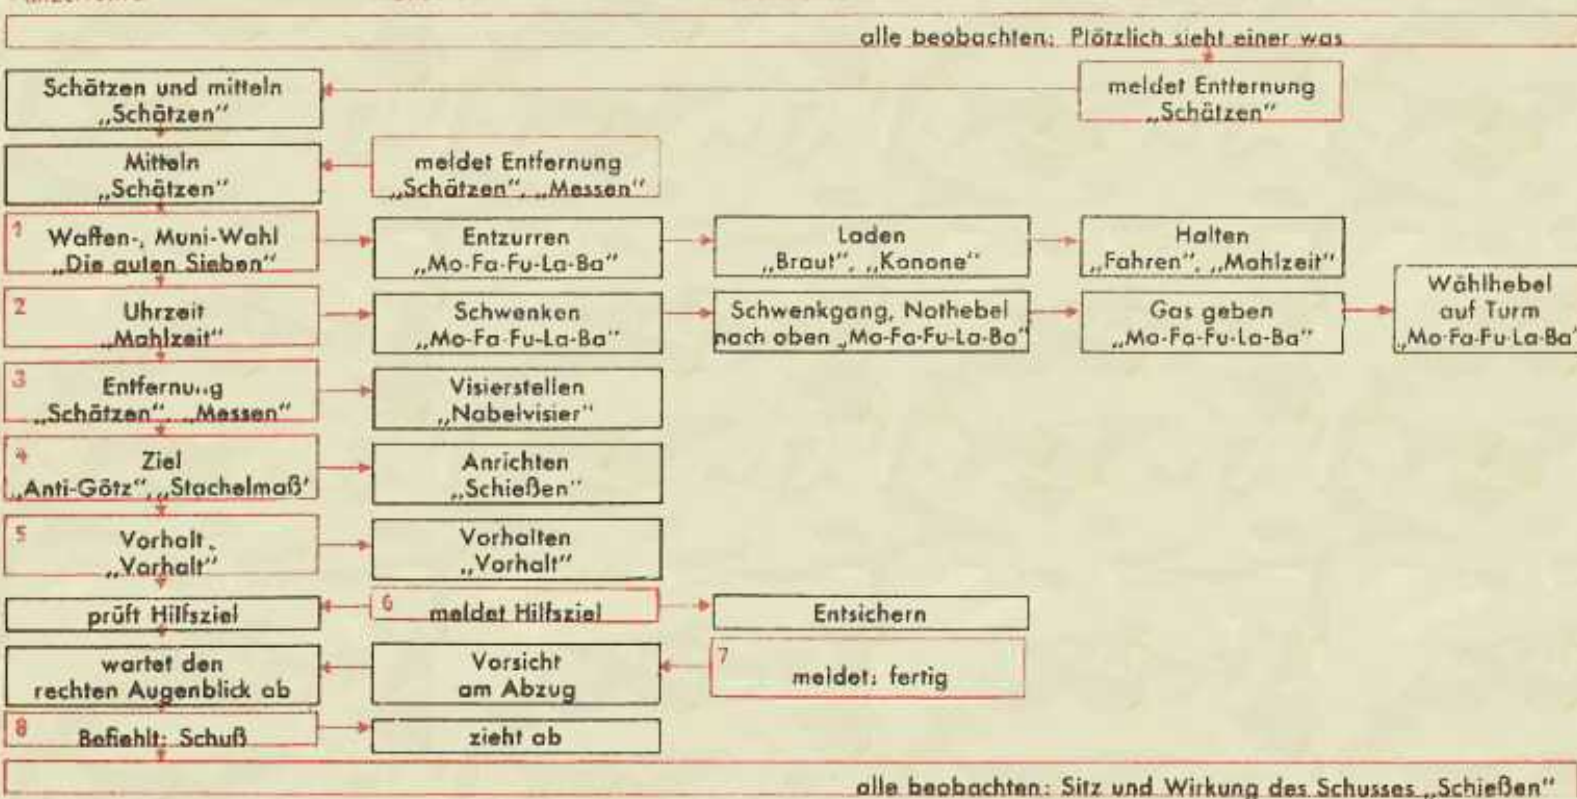 alle beobachten: Plötzlich sieht einer was
Schätzen und mitteln
„Schätzen“
meldet Entfernung
„Schätzen“
Mitteln
„Schätzen“
meldet Entfernung
„Schätzen“, „Messen“
1 Waffen-, Muni-Wahl
„Die guten Sieben“
Entzurren
„Mo-Fa-Fu-La-Ba“
Laden
„Braut“, „Kanone“
Halten
„Fahren“, „Mahlzeit“
2 Uhrzeit
„Mahlzeit“
Schwenken
„Mo-Fa-Fu-La-Ba“
Schwenkgang, Nothebel
nach oben „Mo-Fa-Fu-La-Ba“
Gas geben
„Mo-Fa-Fu-La-Ba“
Wählhebel
auf Turm
„Mo-Fa-Fu-La-Ba“
3 Entfernung
„Schätzen“, „Messen“
Visierstellen
„Nabelvisier“
4 Ziel
„Anti-Götz“, „Stachelmaß“
Anrichten
„Schießen“
5 Vorhalt
„Vorhalt“
Vorhalten
„Vorhalt“
prüft Hilfsziel
6 meldet Hilfsziel
Entsichern
wartet den
rechten Augenblick ab
Vorsicht
am Abzug
7 meldet: fertig
8 Befiehlt: Schuß
zieht ab
alle beobachten: Sitz und Wirkung des Schusses „Schießen“